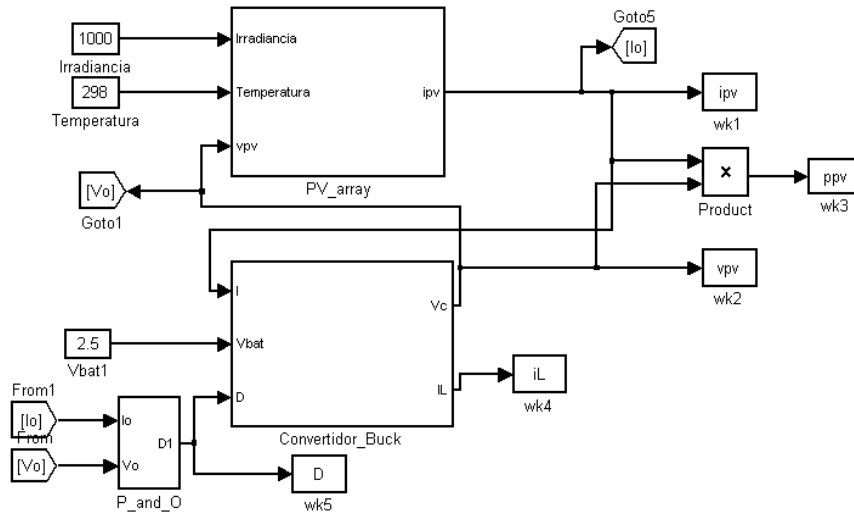 Goto5
[Io]
1000
Irradiancia
Irradiancia
298
Temperatura
Temperatura
ipv
ipv
wk1
vpv
PV_array
[Vo]
Goto1
×
Product
ppv
wk3
vpv
wk2
I
Vc
2.5
Vbat1
Vbat
iL
wk4
IL
D
Convertidor_Buck
From1
[Io]
From
[Vo]
Io
Vo
D1
P_and_O
D
wk5